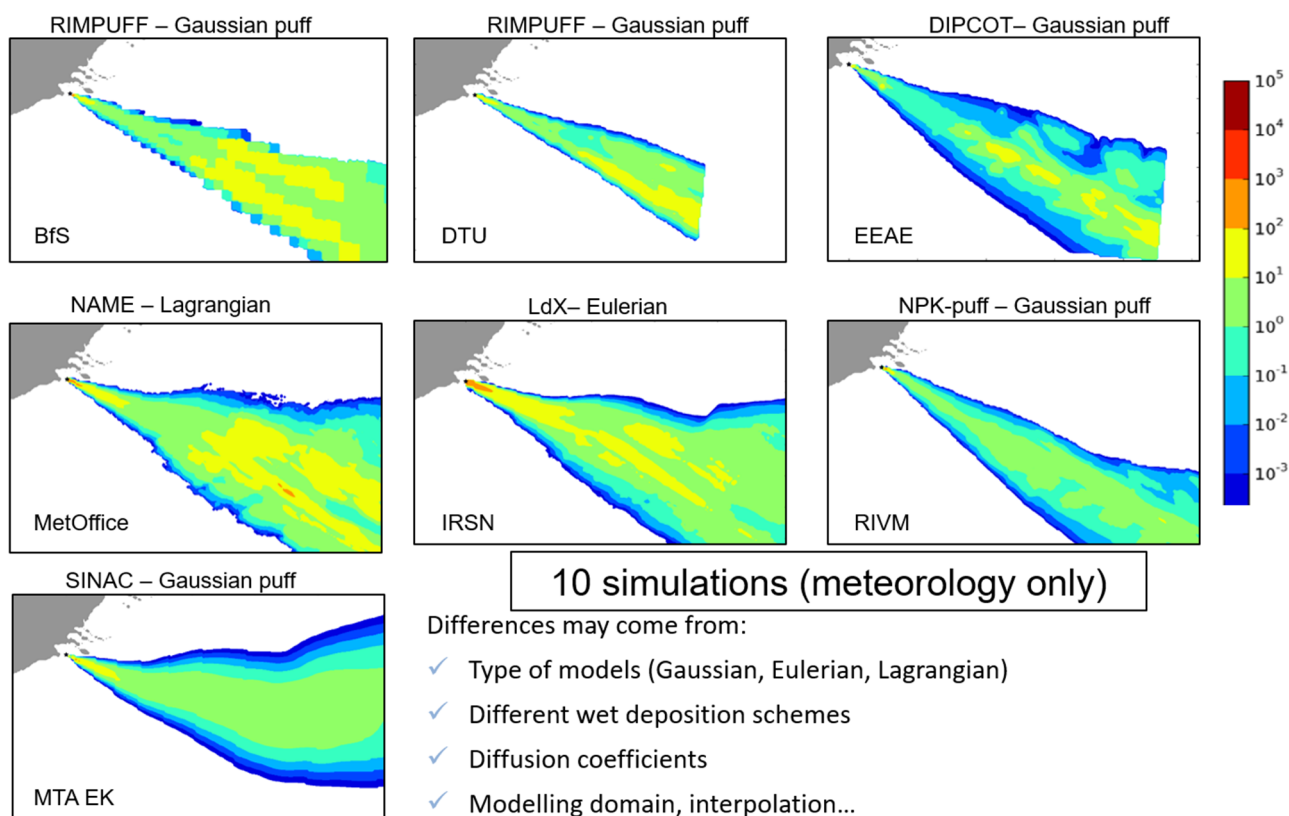 RIMPUFF – Gaussian puff
RIMPUFF – Gaussian puff
DIPCOT– Gaussian puff
BfS
DTU
EEAE
10⁵
10⁴
10³
10²
10¹
10⁰
10⁻¹
10⁻²
10⁻³
NAME – Lagrangian
LdX– Eulerian
NPK-puff – Gaussian puff
MetOffice
IRSN
RIVM
SINAC – Gaussian puff
MTA EK
10 simulations (meteorology only)
Differences may come from:
✓ Type of models (Gaussian, Eulerian, Lagrangian)
✓ Different wet deposition schemes
✓ Diffusion coefficients
✓ Modelling domain, interpolation…